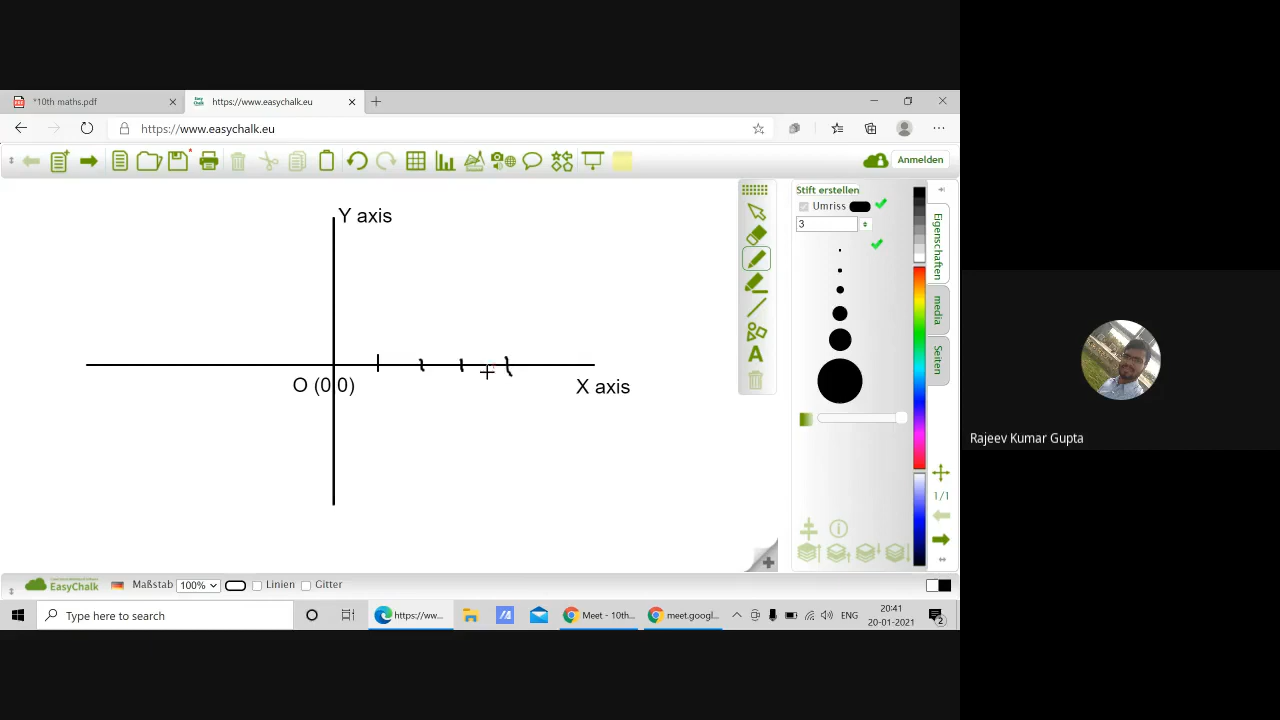 *10th maths.pdf
https://www.easychalk.eu
https://www.easychalk.eu
Anmelden
Stift erstellen
Umriss
3
Eigenschaften
media
Seiten
1/1
Y axis
O (0,0)
X axis
EasyChalk
Maßstab 100% Linien Gitter
Type here to search
https://ww...
Meet - 10th...
meet.googl...
ENG
20:41
20-01-2021
2
Rajeev Kumar Gupta